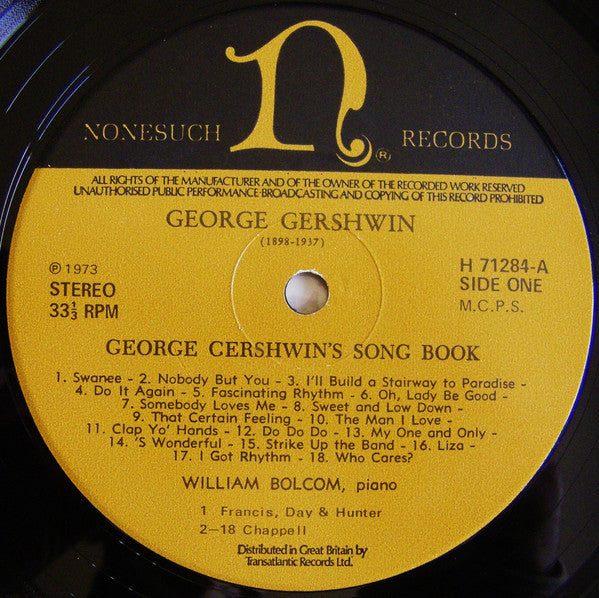 n
NONESUCH RECORDS
®
ALL RIGHTS OF THE MANUFACTURER AND OF THE OWNER OF THE RECORDED WORK RESERVED
UNAUTHORISED PUBLIC PERFORMANCE·BROADCASTING AND COPYING OF THIS RECORD PROHIBITED
GEORGE GERSHWIN
(1898-1937)
℗ 1973
STEREO
33⅓ RPM
H 71284-A
SIDE ONE
M.C.P.S.
GEORGE GERSHWIN'S SONG BOOK
1. Swanee - 2. Nobody But You - 3. I'll Build a Stairway to Paradise -
4. Do It Again - 5. Fascinating Rhythm - 6. Oh, Lady Be Good -
7. Somebody Loves Me - 8. Sweet and Low Down -
9. That Certain Feeling - 10. The Man I Love -
11. Clap Yo' Hands - 12. Do Do Do - 13. My One and Only -
14. 'S Wonderful - 15. Strike Up the Band - 16. Liza -
17. I Got Rhythm - 18. Who Cares?
WILLIAM BOLCOM, piano
1 Francis, Day & Hunter
2—18 Chappell
Distributed in Great Britain by
Transatlantic Records Ltd.